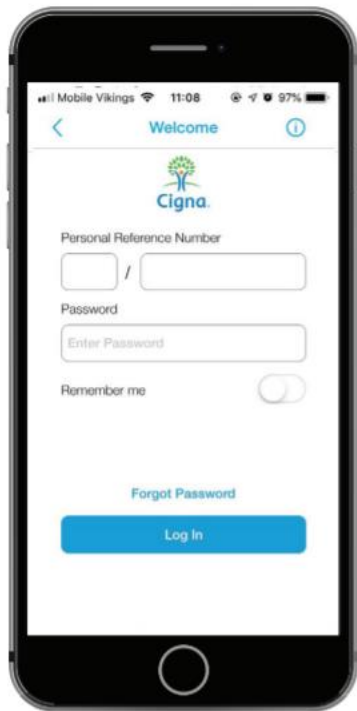 Mobile Vikings 11:08 97%
Welcome
Cigna.
Personal Reference Number
/
Password
Enter Password
Remember me
Forgot Password
Log In